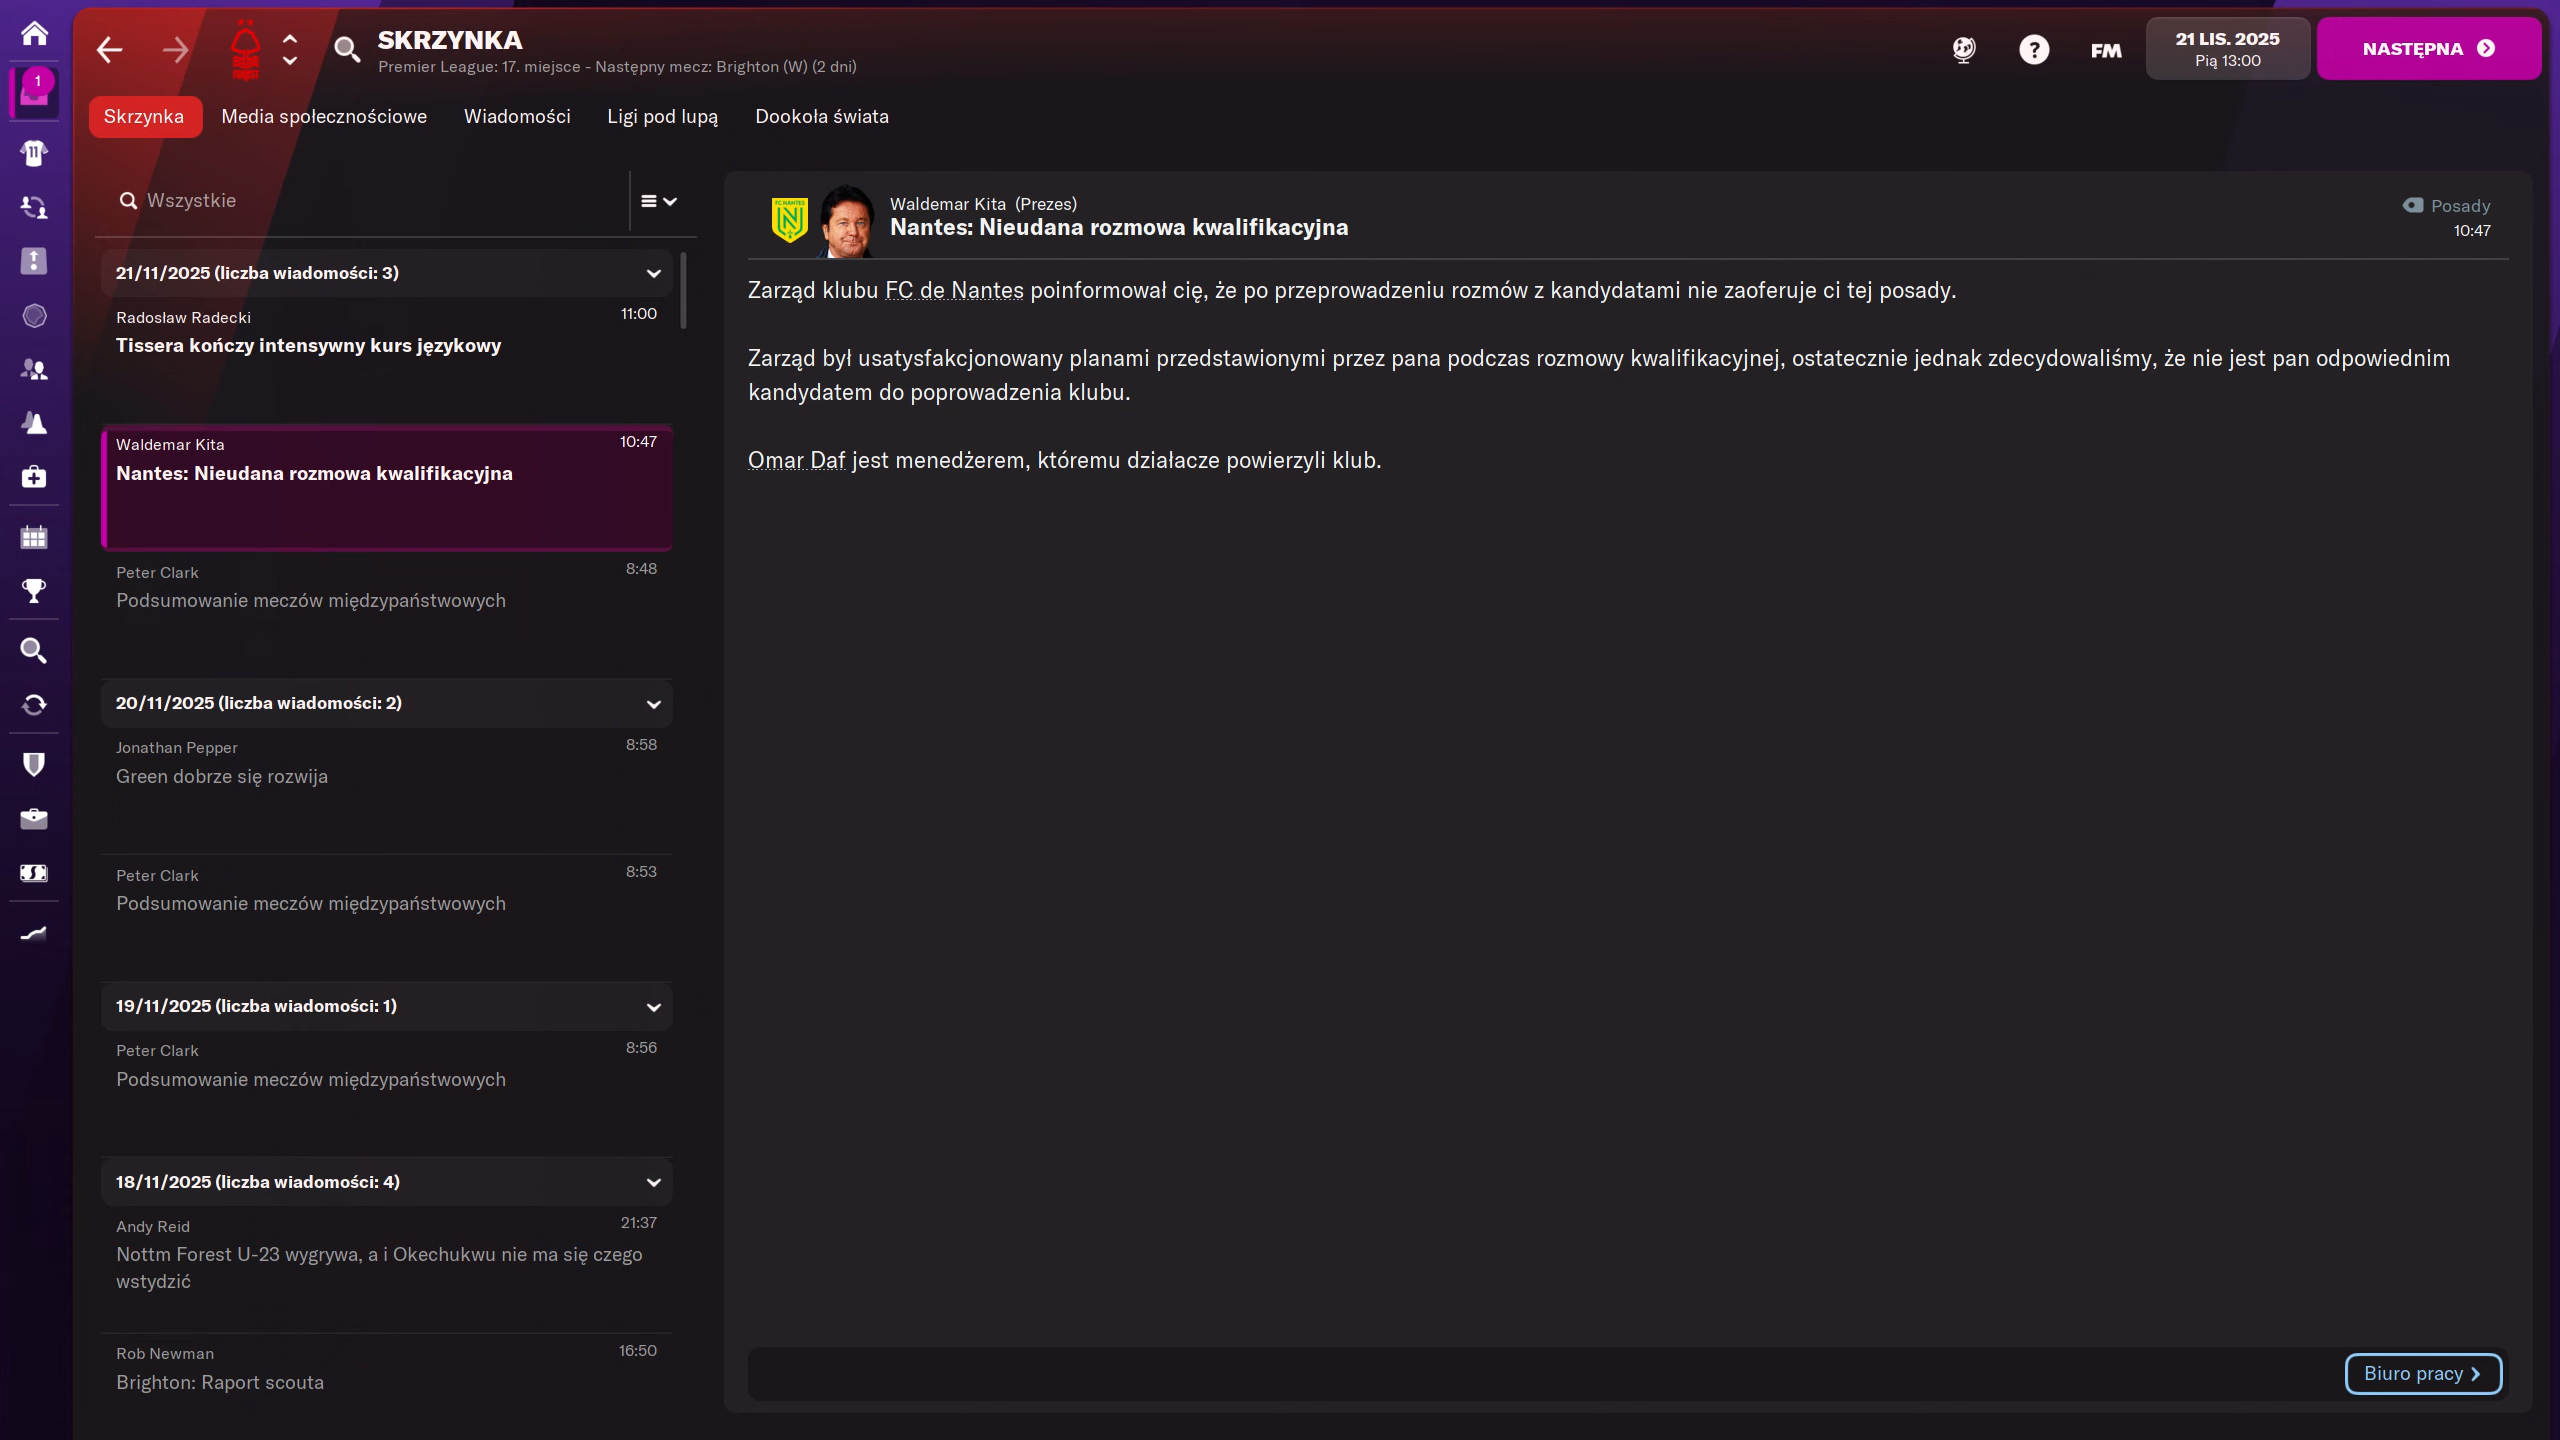 1
SKRZYNKA
Premier League: 17. miejsce - Następny mecz: Brighton (W) (2 dni)
FM
21 LIS. 2025
Pią 13:00
NASTĘPNA
Skrzynka
Media społecznościowe
Wiadomości
Ligi pod lupą
Dookoła świata
11
Wszystkie
21/11/2025 (liczba wiadomości: 3)
Radosław Radecki
11:00
Tissera kończy intensywny kurs językowy
Waldemar Kita
10:47
Nantes: Nieudana rozmowa kwalifikacyjna
Peter Clark
8:48
Podsumowanie meczów międzypaństwowych
20/11/2025 (liczba wiadomości: 2)
Jonathan Pepper
8:58
Green dobrze się rozwija
Peter Clark
8:53
Podsumowanie meczów międzypaństwowych
19/11/2025 (liczba wiadomości: 1)
Peter Clark
8:56
Podsumowanie meczów międzypaństwowych
18/11/2025 (liczba wiadomości: 4)
Andy Reid
21:37
Nottm Forest U-23 wygrywa, a i Okechukwu nie ma się czego
wstydzić
Rob Newman
16:50
Brighton: Raport scouta
FC NANTES
Waldemar Kita (Prezes)
Nantes: Nieudana rozmowa kwalifikacyjna
Posady
10:47
Zarząd klubu FC de Nantes poinformował cię, że po przeprowadzeniu rozmów z kandydatami nie zaoferuje ci tej posady.
Zarząd był usatysfakcjonowany planami przedstawionymi przez pana podczas rozmowy kwalifikacyjnej, ostatecznie jednak zdecydowaliśmy, że nie jest pan odpowiednim
kandydatem do poprowadzenia klubu.
Omar Daf jest menedżerem, któremu działacze powierzyli klub.
Biuro pracy